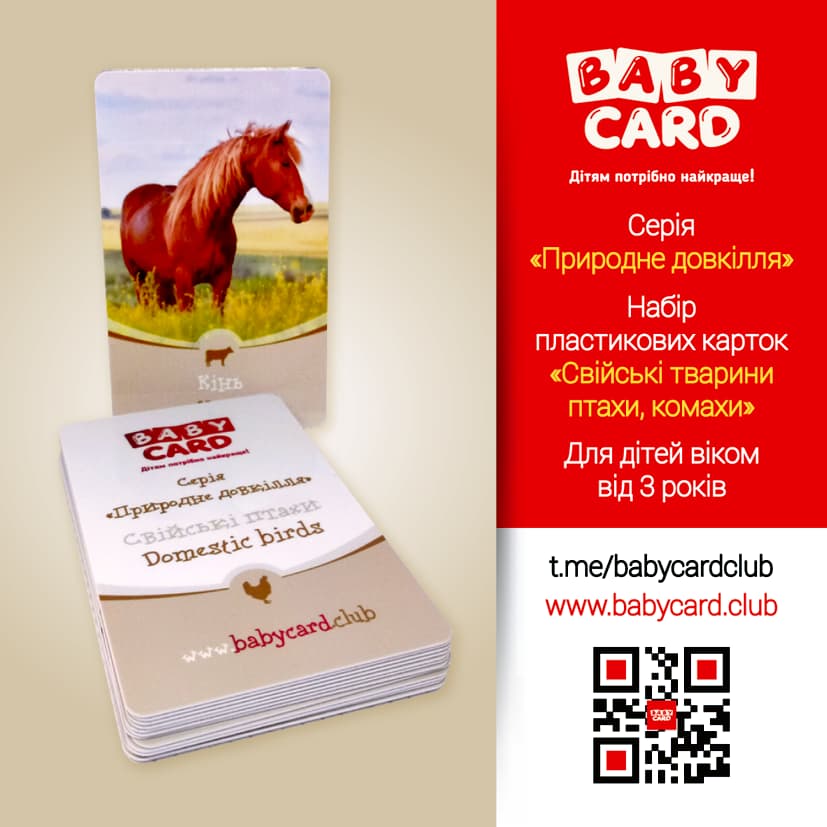 Кінь
BABY
CARD
Дітям потрібно найкраще!
Серія
«Природне довкілля»
Свійські птахи
Domestic birds
www.babycard.club
BABY
CARD
Дітям потрібно найкраще!
Серія
«Природне довкілля»
Набір
пластикових карток
«Свійські тварини
птахи, комахи»
Для дітей віком
від 3 років
t.me/babycardclub
www.babycard.club
BABY
CARD